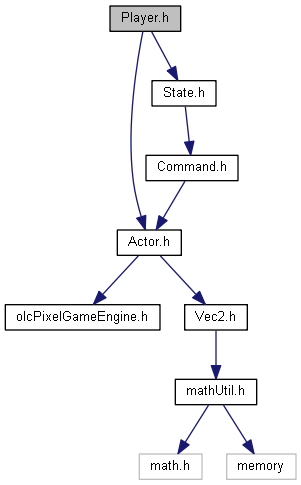 Player.h
State.h
Command.h
Actor.h
olcPixelGameEngine.h
Vec2.h
mathUtil.h
math.h
memory